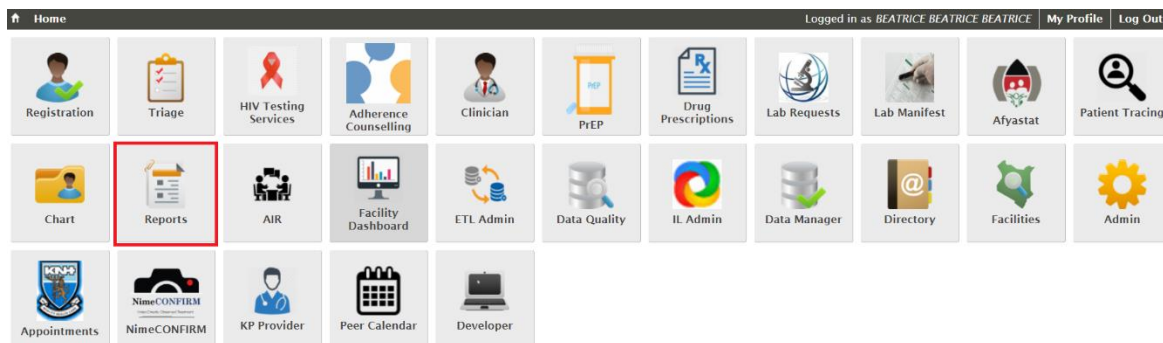 Home
Logged in as BEATRICE BEATRICE BEATRICE
My Profile
Log Out
Registration
Triage
HIV Testing
Services
Adherence
Counselling
Clinician
PrEP
PrEP
Rx
Drug
Prescriptions
Lab Requests
Lab Manifest
Afyastat
Patient Tracing
Chart
Reports
AIR
Facility
Dashboard
ETL Admin
Data Quality
IL Admin
Data Manager
@
Directory
Facilities
Admin
KNH
Appointments
NimeCONFIRM
NimeCONFIRM
KP Provider
Peer Calendar
Developer